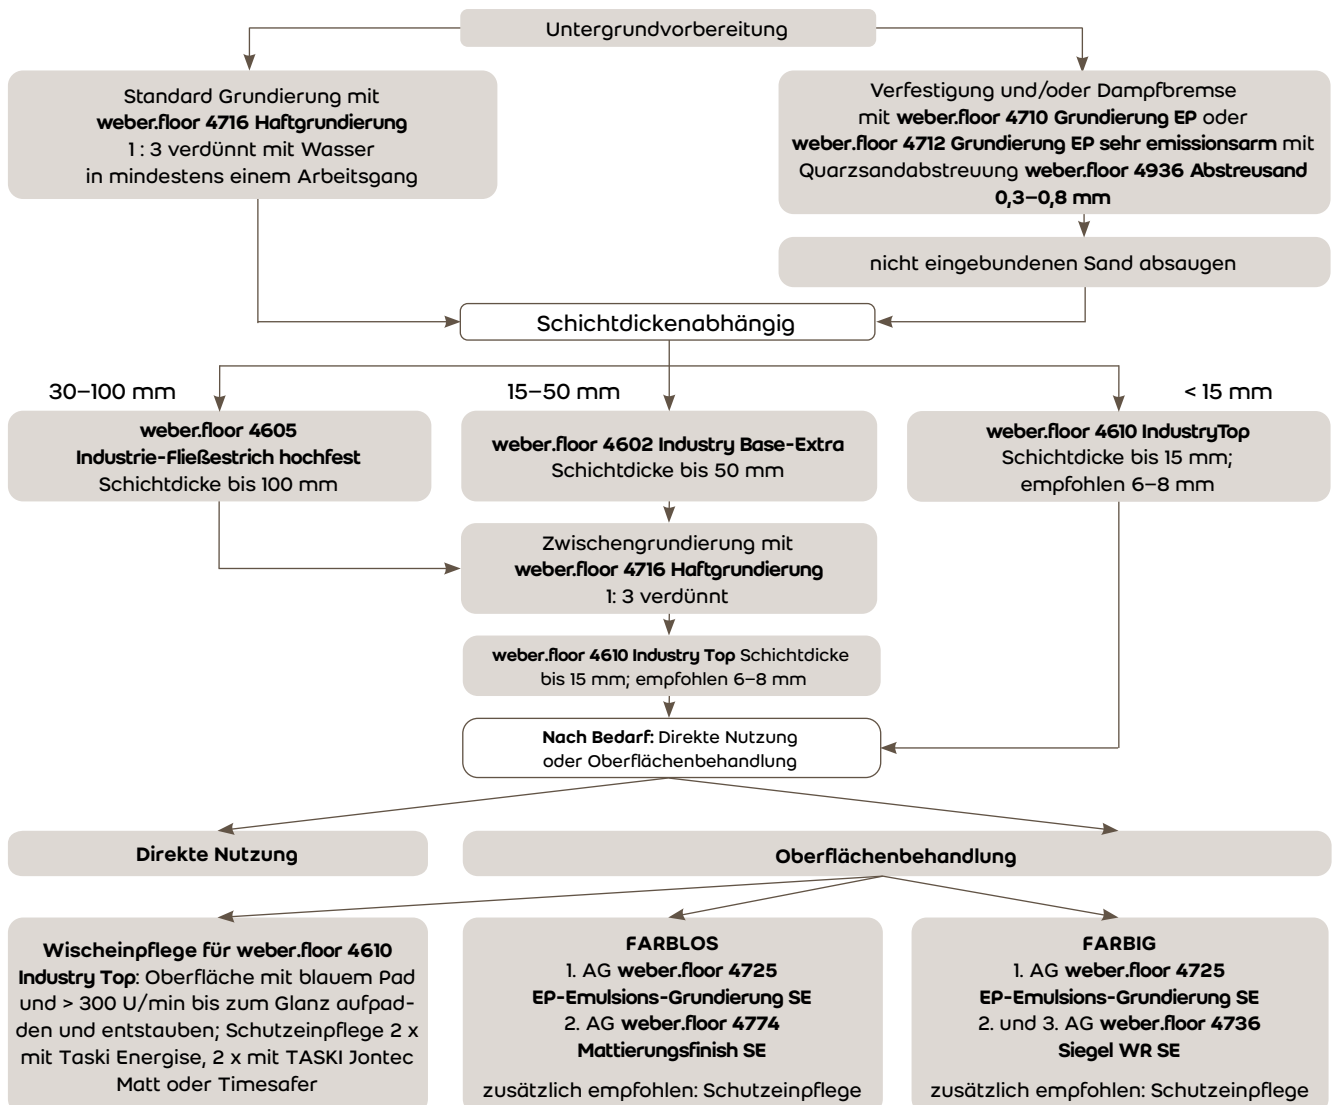 Untergrundvorbereitung
Standard Grundierung mit
weber.floor 4716 Haftgrundierung
1 : 3 verdünnt mit Wasser
in mindestens einem Arbeitsgang
Verfestigung und/oder Dampfbremse
mit weber.floor 4710 Grundierung EP oder
weber.floor 4712 Grundierung EP sehr emissionsarm mit
Quarzsandabstreuung weber.floor 4936 Abstreusand
0,3–0,8 mm
nicht eingebundenen Sand absaugen
Schichtdickenabhängig
30–100 mm
15–50 mm
< 15 mm
weber.floor 4605
Industrie-Fließestrich hochfest
Schichtdicke bis 100 mm
weber.floor 4602 Industry Base-Extra
Schichtdicke bis 50 mm
weber.floor 4610 IndustryTop
Schichtdicke bis 15 mm;
empfohlen 6–8 mm
Zwischengrundierung mit
weber.floor 4716 Haftgrundierung
1: 3 verdünnt
weber.floor 4610 Industry Top Schichtdicke
bis 15 mm; empfohlen 6–8 mm
Nach Bedarf: Direkte Nutzung
oder Oberflächenbehandlung
Direkte Nutzung
Oberflächenbehandlung
Wischeinpflege für weber.floor 4610
Industry Top: Oberfläche mit blauem Pad
und > 300 U/min bis zum Glanz aufpad-
den und entstauben; Schutzeinpflege 2 x
mit Taski Energise, 2 x mit TASKI Jontec
Matt oder Timesafer
FARBLOS
1. AG weber.floor 4725
EP-Emulsions-Grundierung SE
2. AG weber.floor 4774
Mattierungsfinish SE
zusätzlich empfohlen: Schutzeinpflege
FARBIG
1. AG weber.floor 4725
EP-Emulsions-Grundierung SE
2. und 3. AG weber.floor 4736
Siegel WR SE
zusätzlich empfohlen: Schutzeinpflege